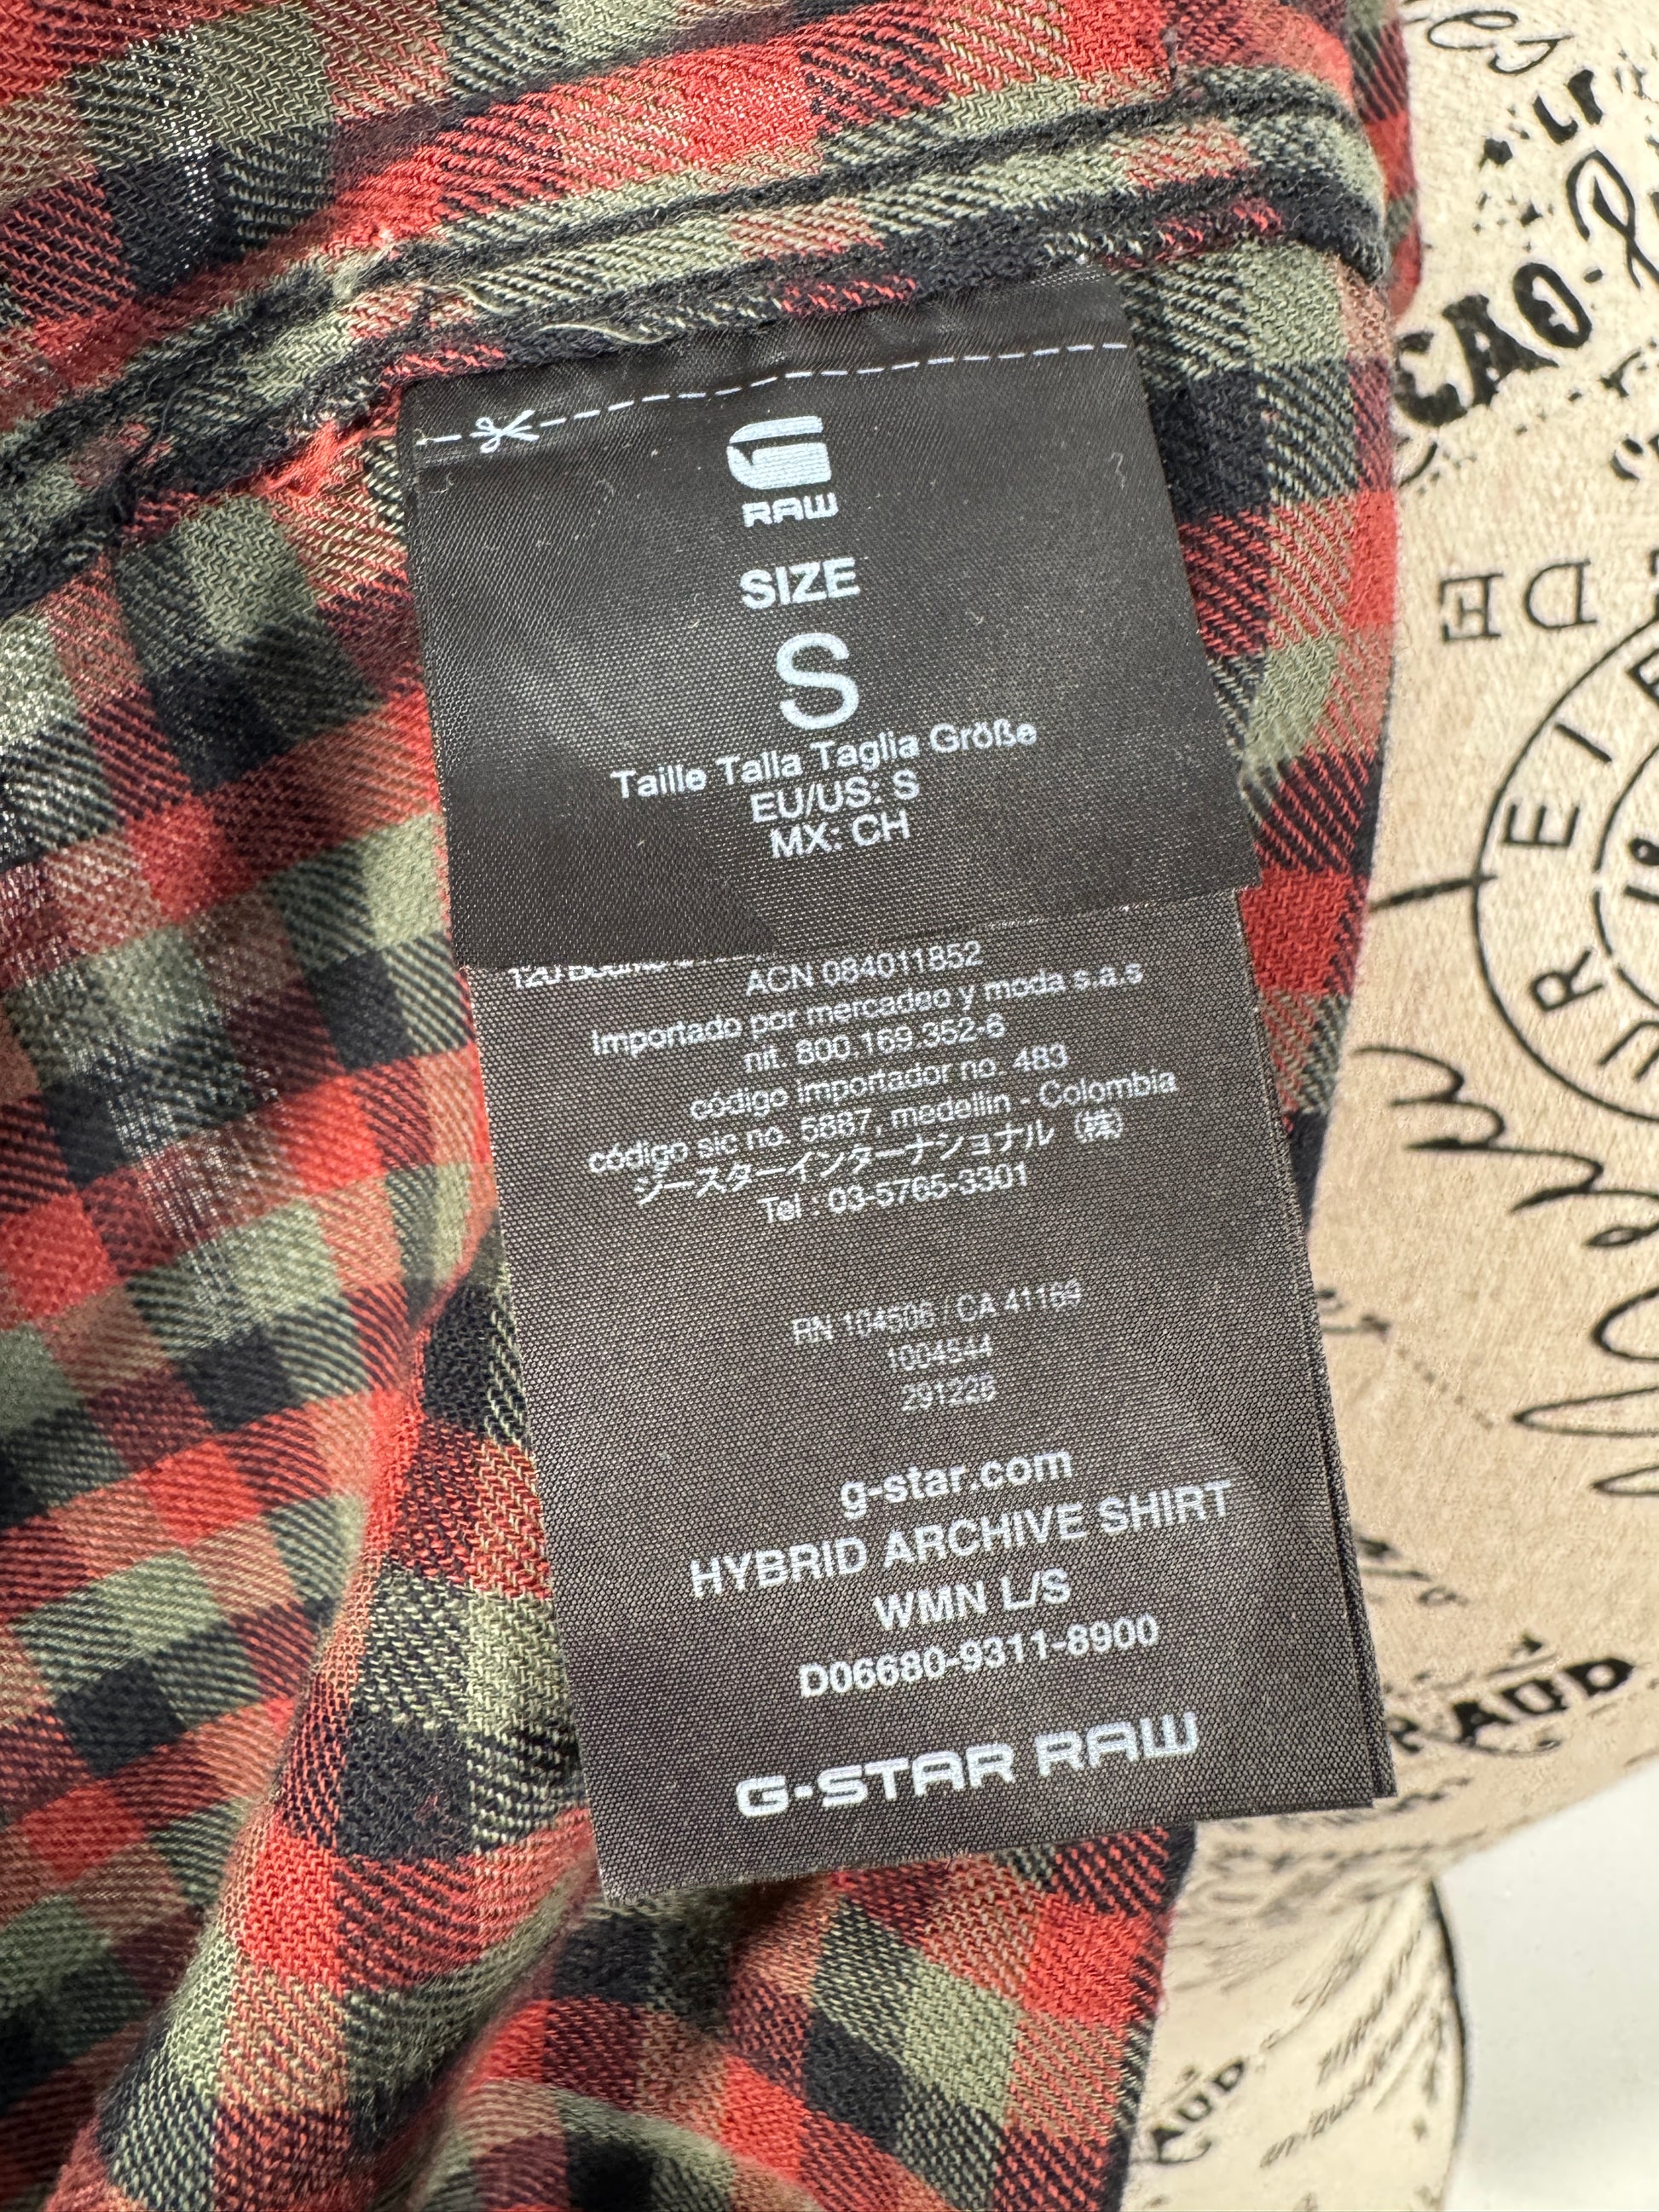 RAW
SIZE
S
Taille Talla Taglia Größe
EU/US: S
MX: CH
ACN 084011852
Importado por mercadeo y moda s.a.s
nit. 800.169.352-6
código importador no. 483
código sic no. 5887, medellin - Colombia
ジースターインターナショナル (株)
Tel : 03-5765-3301
RN 104506 / CA 41169
1004544
291228
g-star.com
HYBRID ARCHIVE SHIRT
WMN L/S
D06680-9311-8900
G-STAR RAW
DE